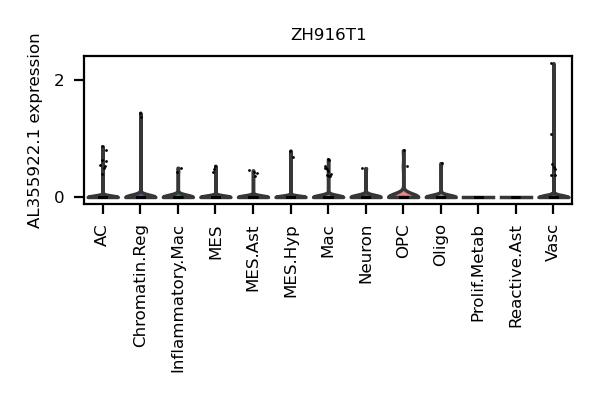 ZH916T1
AL355922.1 expression
2
0
AC
Chromatin.Reg
Inflammatory.Mac
MES
MES.Ast
MES.Hyp
Mac
Neuron
OPC
Oligo
Prolif.Metab
Reactive.Ast
Vasc